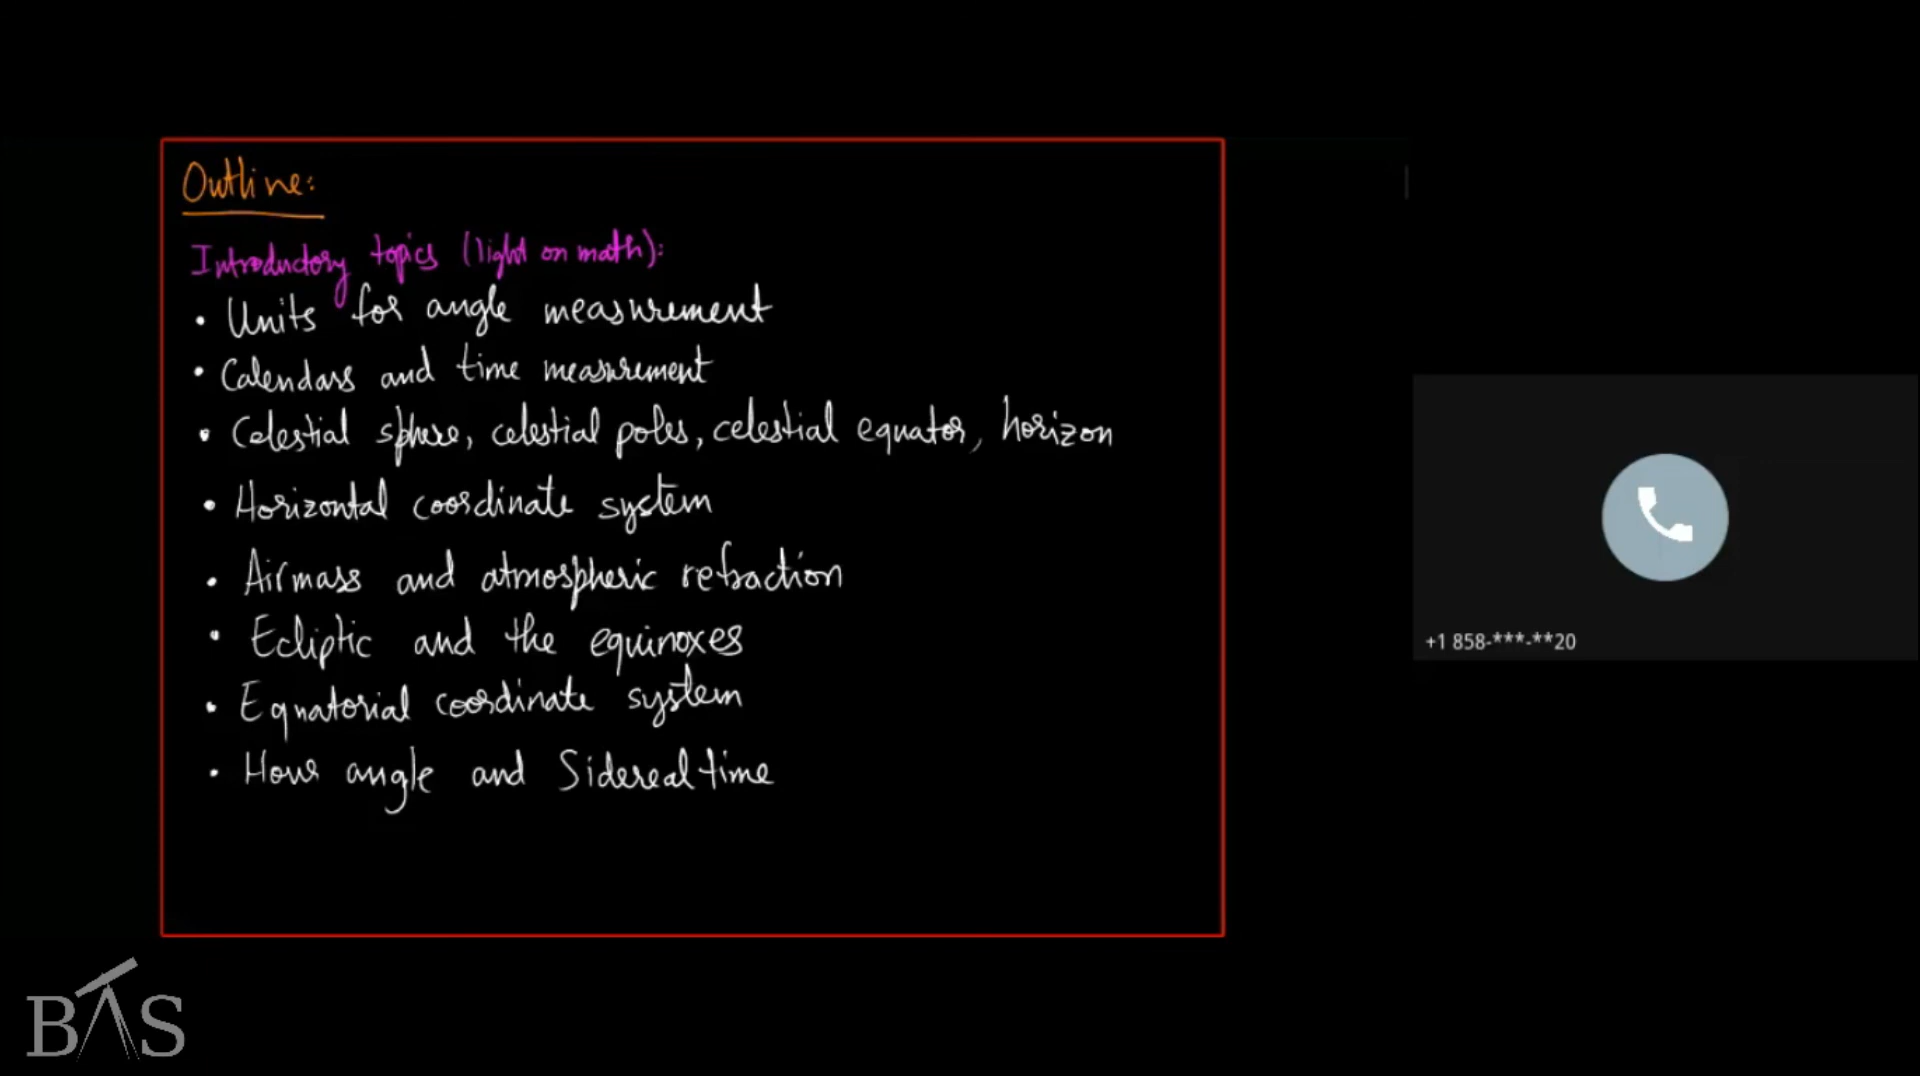 Outline:
Introductory topics (light on math):
• Units for angle measurement
• Calendars and time measurement
• Celestial sphere, celestial poles, celestial equator, horizon
• Horizontal coordinate system
• Airmass and atmospheric refraction
• Ecliptic and the equinoxes
• Equatorial coordinate system
• Hour angle and Sidereal time
+1 858-***-**20
BAS